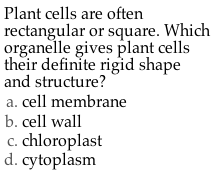 Plant cells are often
rectangular or square. Which
organelle gives plant cells
their definite rigid shape
and structure?
a. cell membrane
b. cell wall
c. chloroplast
d. cytoplasm